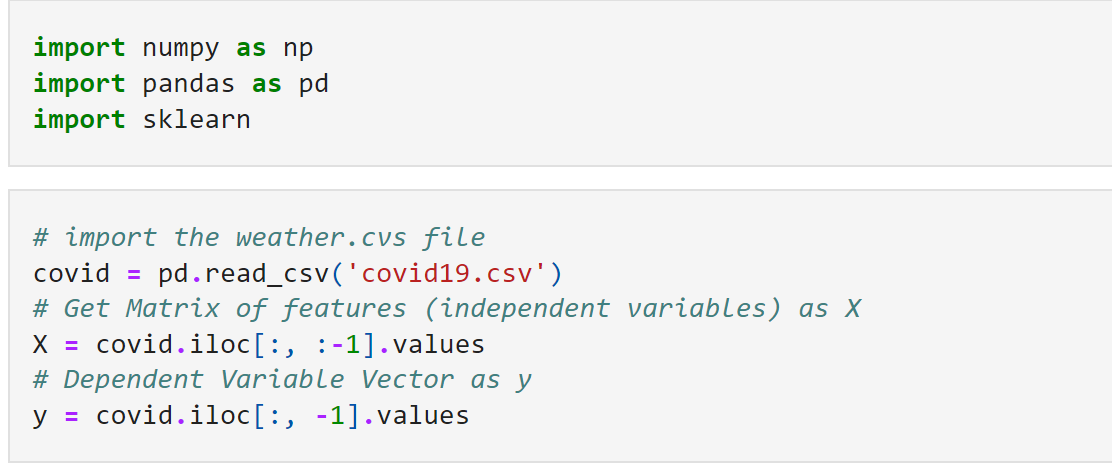 import numpy as np
import pandas as pd
import sklearn
# import the weather.cvs file
covid = pd.read_csv('covid19.csv')
# Get Matrix of features (independent variables) as X
X = covid.iloc[:, :-1].values
# Dependent Variable Vector as y
y = covid.iloc[:, -1].values